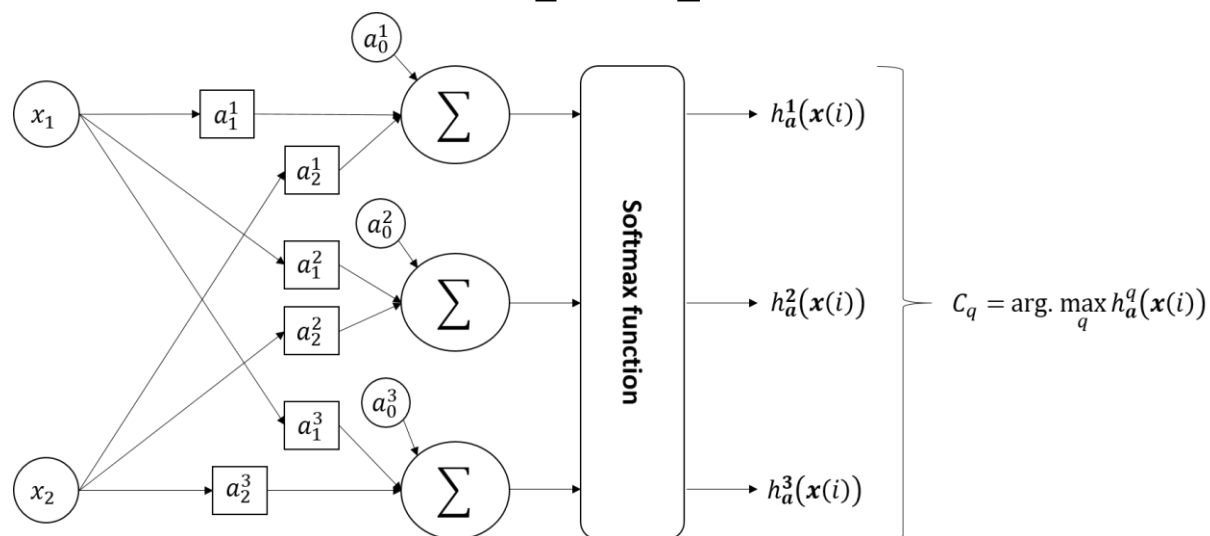 a_0^1
x_1
a_1^1
∑
h_a^1(x(i))
a_2^1
a_0^2
a_1^2
∑
a_2^2
Softmax function
h_a^2(x(i))
C_q = arg. max_q h_a^q(x(i))
a_0^3
a_1^3
x_2
a_2^3
∑
h_a^3(x(i))